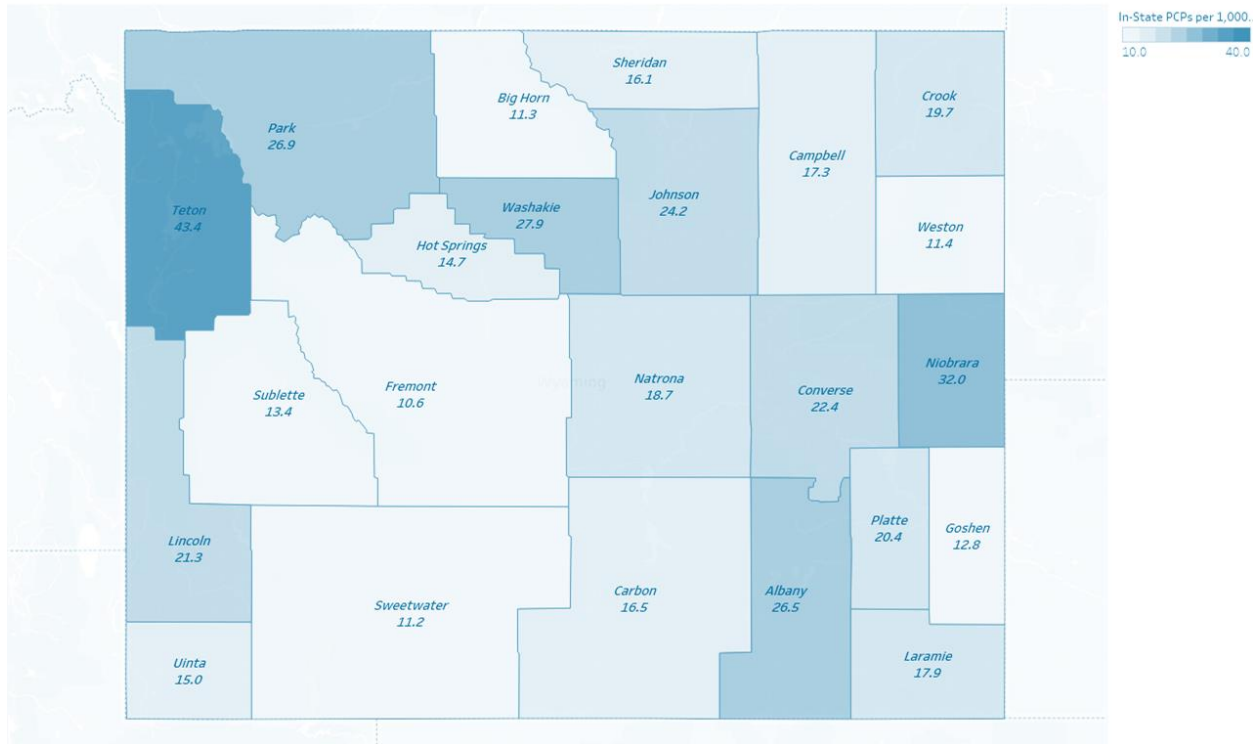 In-State PCPs per 1,000..
10.0 40.0
Sheridan
16.1
Big Horn
11.3
Crook
19.7
Park
26.9
Campbell
17.3
Johnson
24.2
Teton
43.4
Washakie
27.9
Weston
11.4
Hot Springs
14.7
Niobrara
32.0
Natrona
18.7
Fremont
10.6
Wyoming
Sublette
13.4
Converse
22.4
Platte
20.4
Goshen
12.8
Lincoln
21.3
Carbon
16.5
Albany
26.5
Sweetwater
11.2
Laramie
17.9
Uinta
15.0